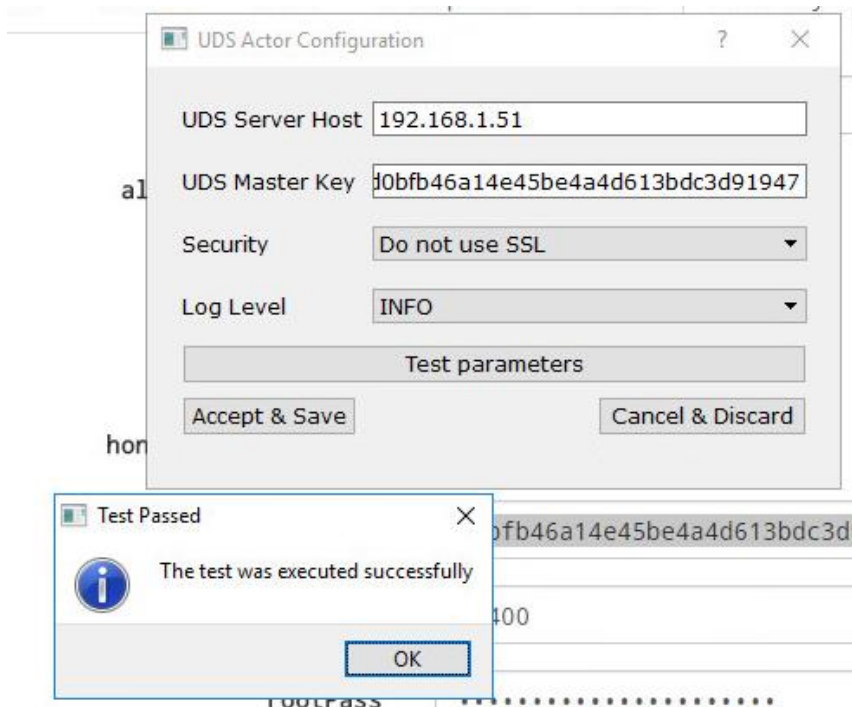 UDS Actor Configuration
UDS Server Host 192.168.1.51
al
UDS Master Key d0bfb46a14e45be4a4d613bdc3d91947
Security Do not use SSL
Log Level INFO
Test parameters
Accept & Save Cancel & Discard
hon
Test Passed
bfb46a14e45be4a4d613bdc3d
The test was executed successfully
400
OK
rootPass ••••••••••••••••••••••